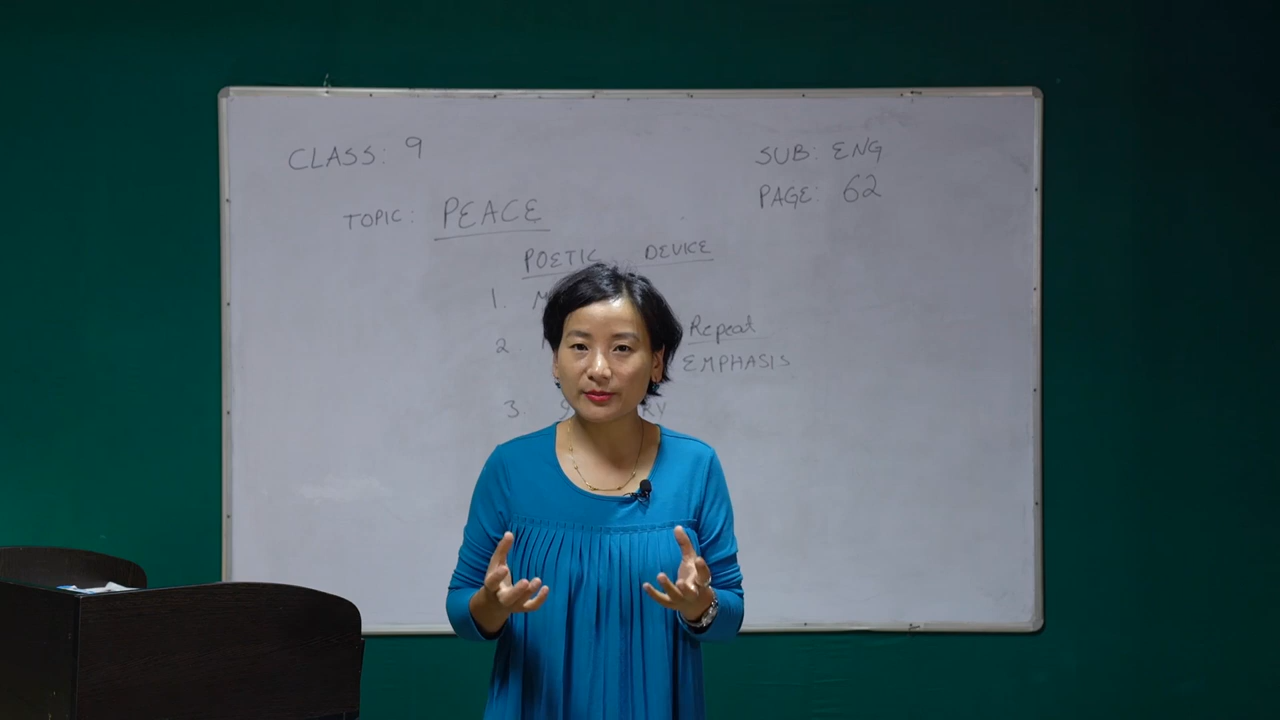 CLASS: 9
SUB: ENG
PAGE: 62
TOPIC: PEACE
POETIC DEVICE
1.
2. Repeat
EMPHASIS
3.